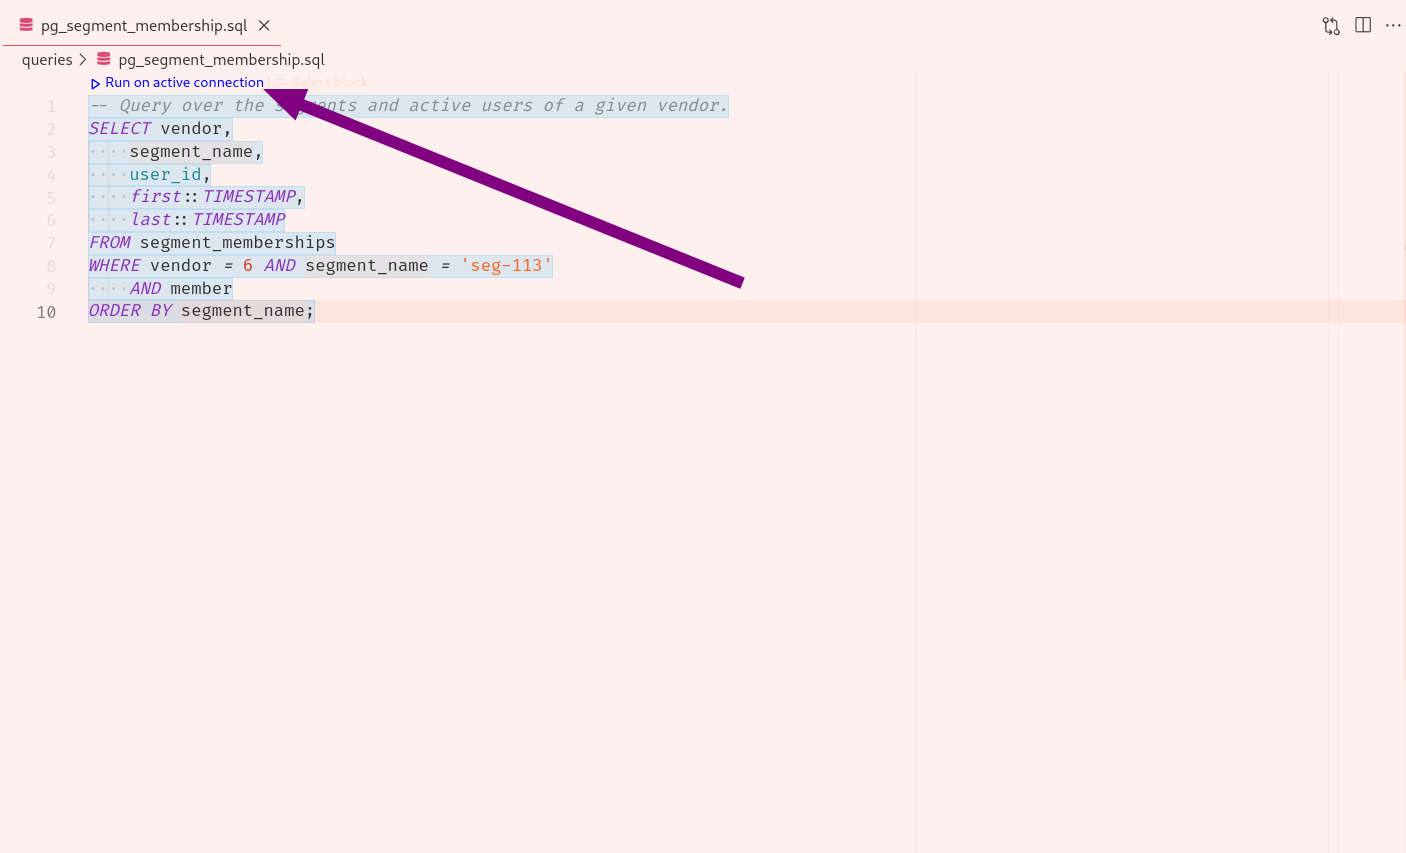 pg_segment_membership.sql
queries > pg_segment_membership.sql
Run on active connection | Select block
1 -- Query over the segments and active users of a given vendor.
2 SELECT vendor,
3 ····segment_name,
4 ····user_id,
5 ····first::TIMESTAMP,
6 ····last::TIMESTAMP
7 FROM segment_memberships
8 WHERE vendor = 6 AND segment_name = 'seg-113'
9 ····AND member
10 ORDER BY segment_name;